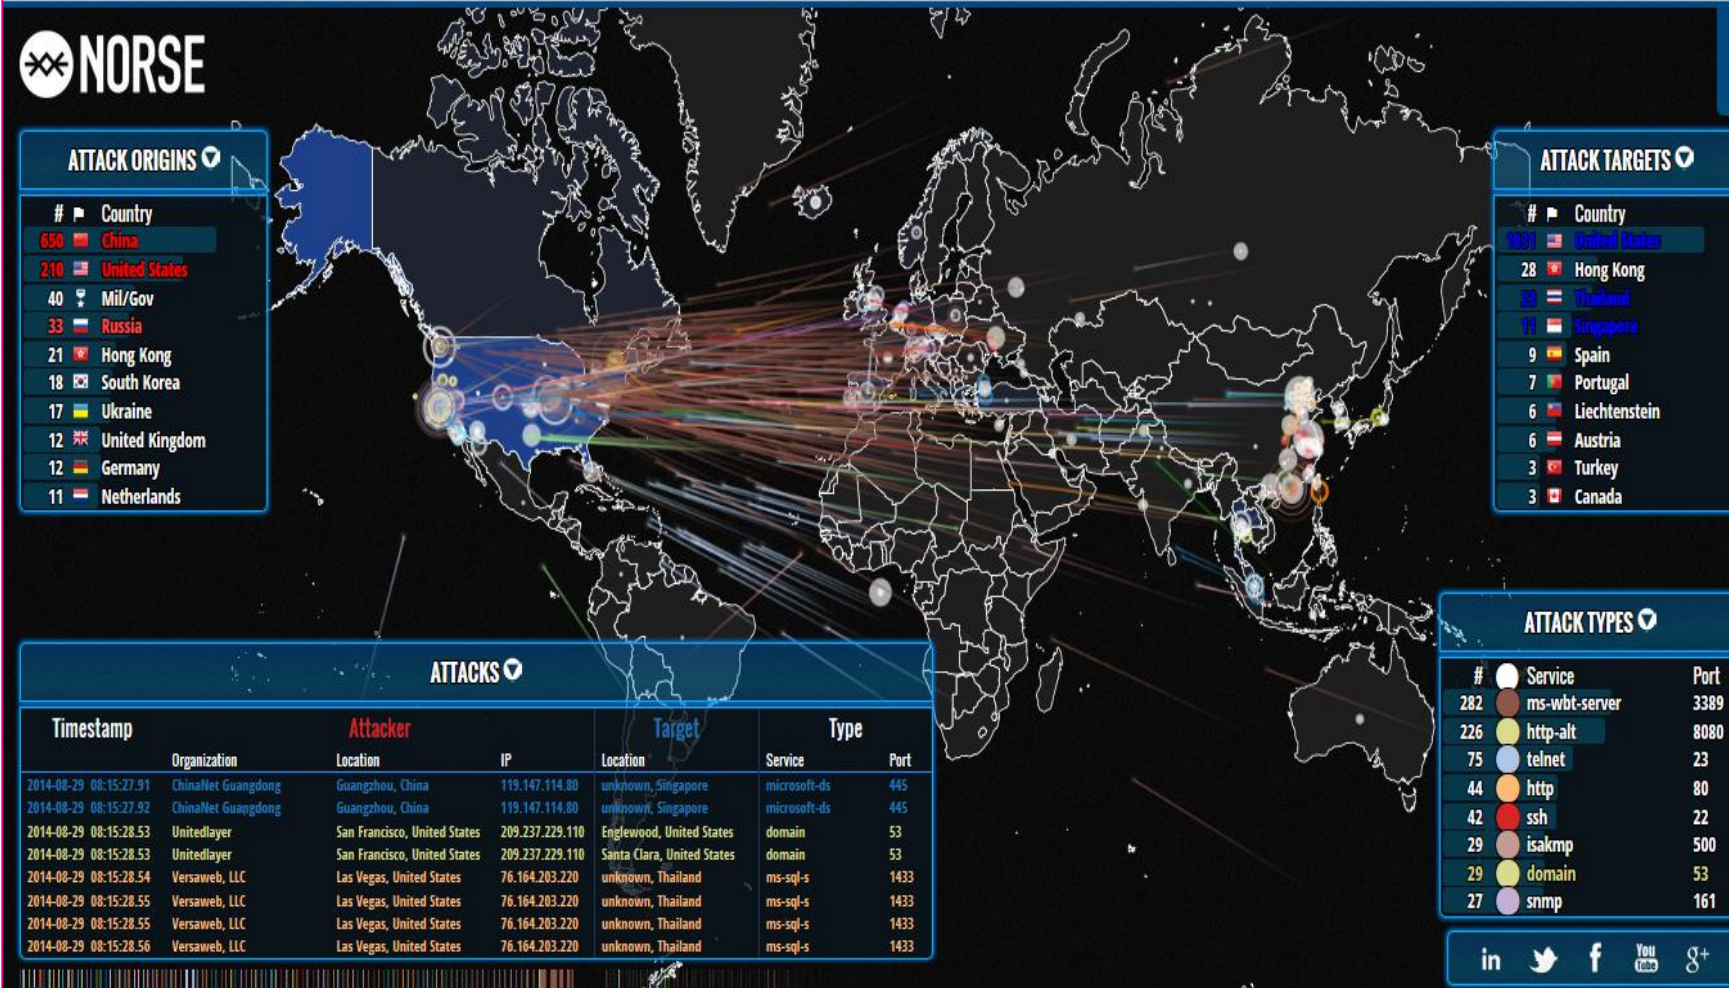 NORSE
ATTACK ORIGINS
# Country
650 China
210 United States
40 Mil/Gov
33 Russia
21 Hong Kong
18 South Korea
17 Ukraine
12 United Kingdom
12 Germany
11 Netherlands
ATTACK TARGETS
# Country
United States
28 Hong Kong
23 Thailand
11 Singapore
9 Spain
7 Portugal
6 Liechtenstein
6 Austria
3 Turkey
3 Canada
ATTACKS
Timestamp Attacker Target Type
Organization Location IP Location Service Port
2014-08-29 08:15:27.91 ChinaNet Guangdong Guangzhou, China 119.147.114.80 unknown, Singapore microsoft-ds 445
2014-08-29 08:15:27.92 ChinaNet Guangdong Guangzhou, China 119.147.114.80 unknown, Singapore microsoft-ds 445
2014-08-29 08:15:28.53 Unitedlayer San Francisco, United States 209.237.229.110 Englewood, United States domain 53
2014-08-29 08:15:28.53 Unitedlayer San Francisco, United States 209.237.229.110 Santa Clara, United States domain 53
2014-08-29 08:15:28.54 Versaweb, LLC Las Vegas, United States 76.164.203.220 unknown, Thailand ms-sql-s 1433
2014-08-29 08:15:28.55 Versaweb, LLC Las Vegas, United States 76.164.203.220 unknown, Thailand ms-sql-s 1433
2014-08-29 08:15:28.55 Versaweb, LLC Las Vegas, United States 76.164.203.220 unknown, Thailand ms-sql-s 1433
2014-08-29 08:15:28.56 Versaweb, LLC Las Vegas, United States 76.164.203.220 unknown, Thailand ms-sql-s 1433
ATTACK TYPES
# Service Port
282 ms-wbt-server 3389
226 http-alt 8080
75 telnet 23
44 http 80
42 ssh 22
29 isakmp 500
29 domain 53
27 snmp 161
in f You Tube g+